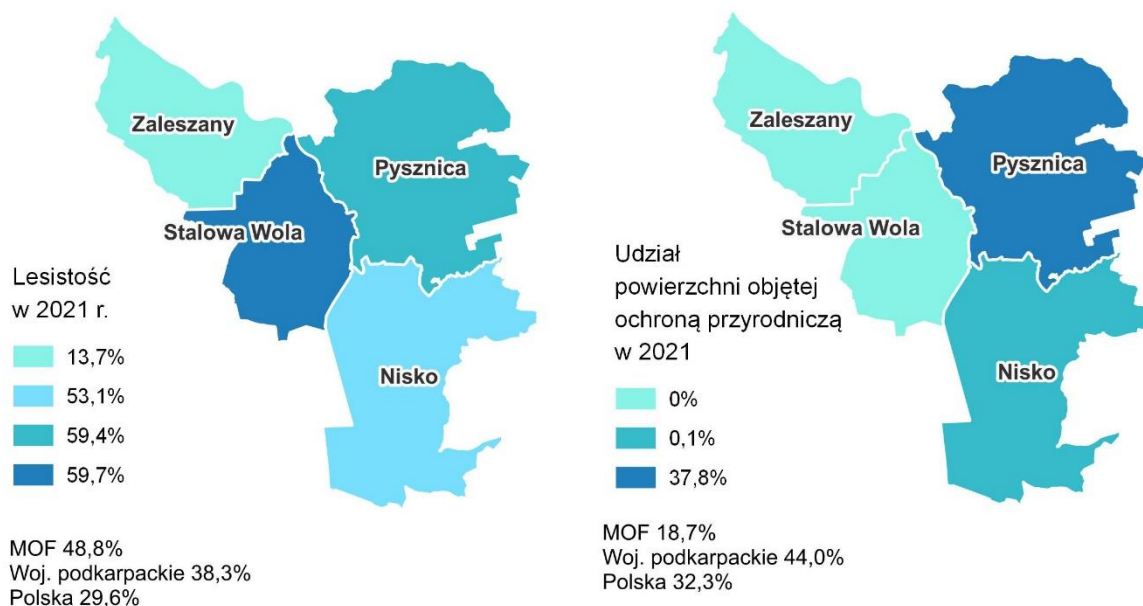 Zaleszany
Pysznica
Stalowa Wola
Nisko
Lesistość
w 2021 r.
13,7%
53,1%
59,4%
59,7%
MOF 48,8%
Woj. podkarpackie 38,3%
Polska 29,6%
Zaleszany
Pysznica
Stalowa Wola
Nisko
Udział
powierzchni objętej
ochroną przyrodniczą
w 2021
0%
0,1%
37,8%
MOF 18,7%
Woj. podkarpackie 44,0%
Polska 32,3%